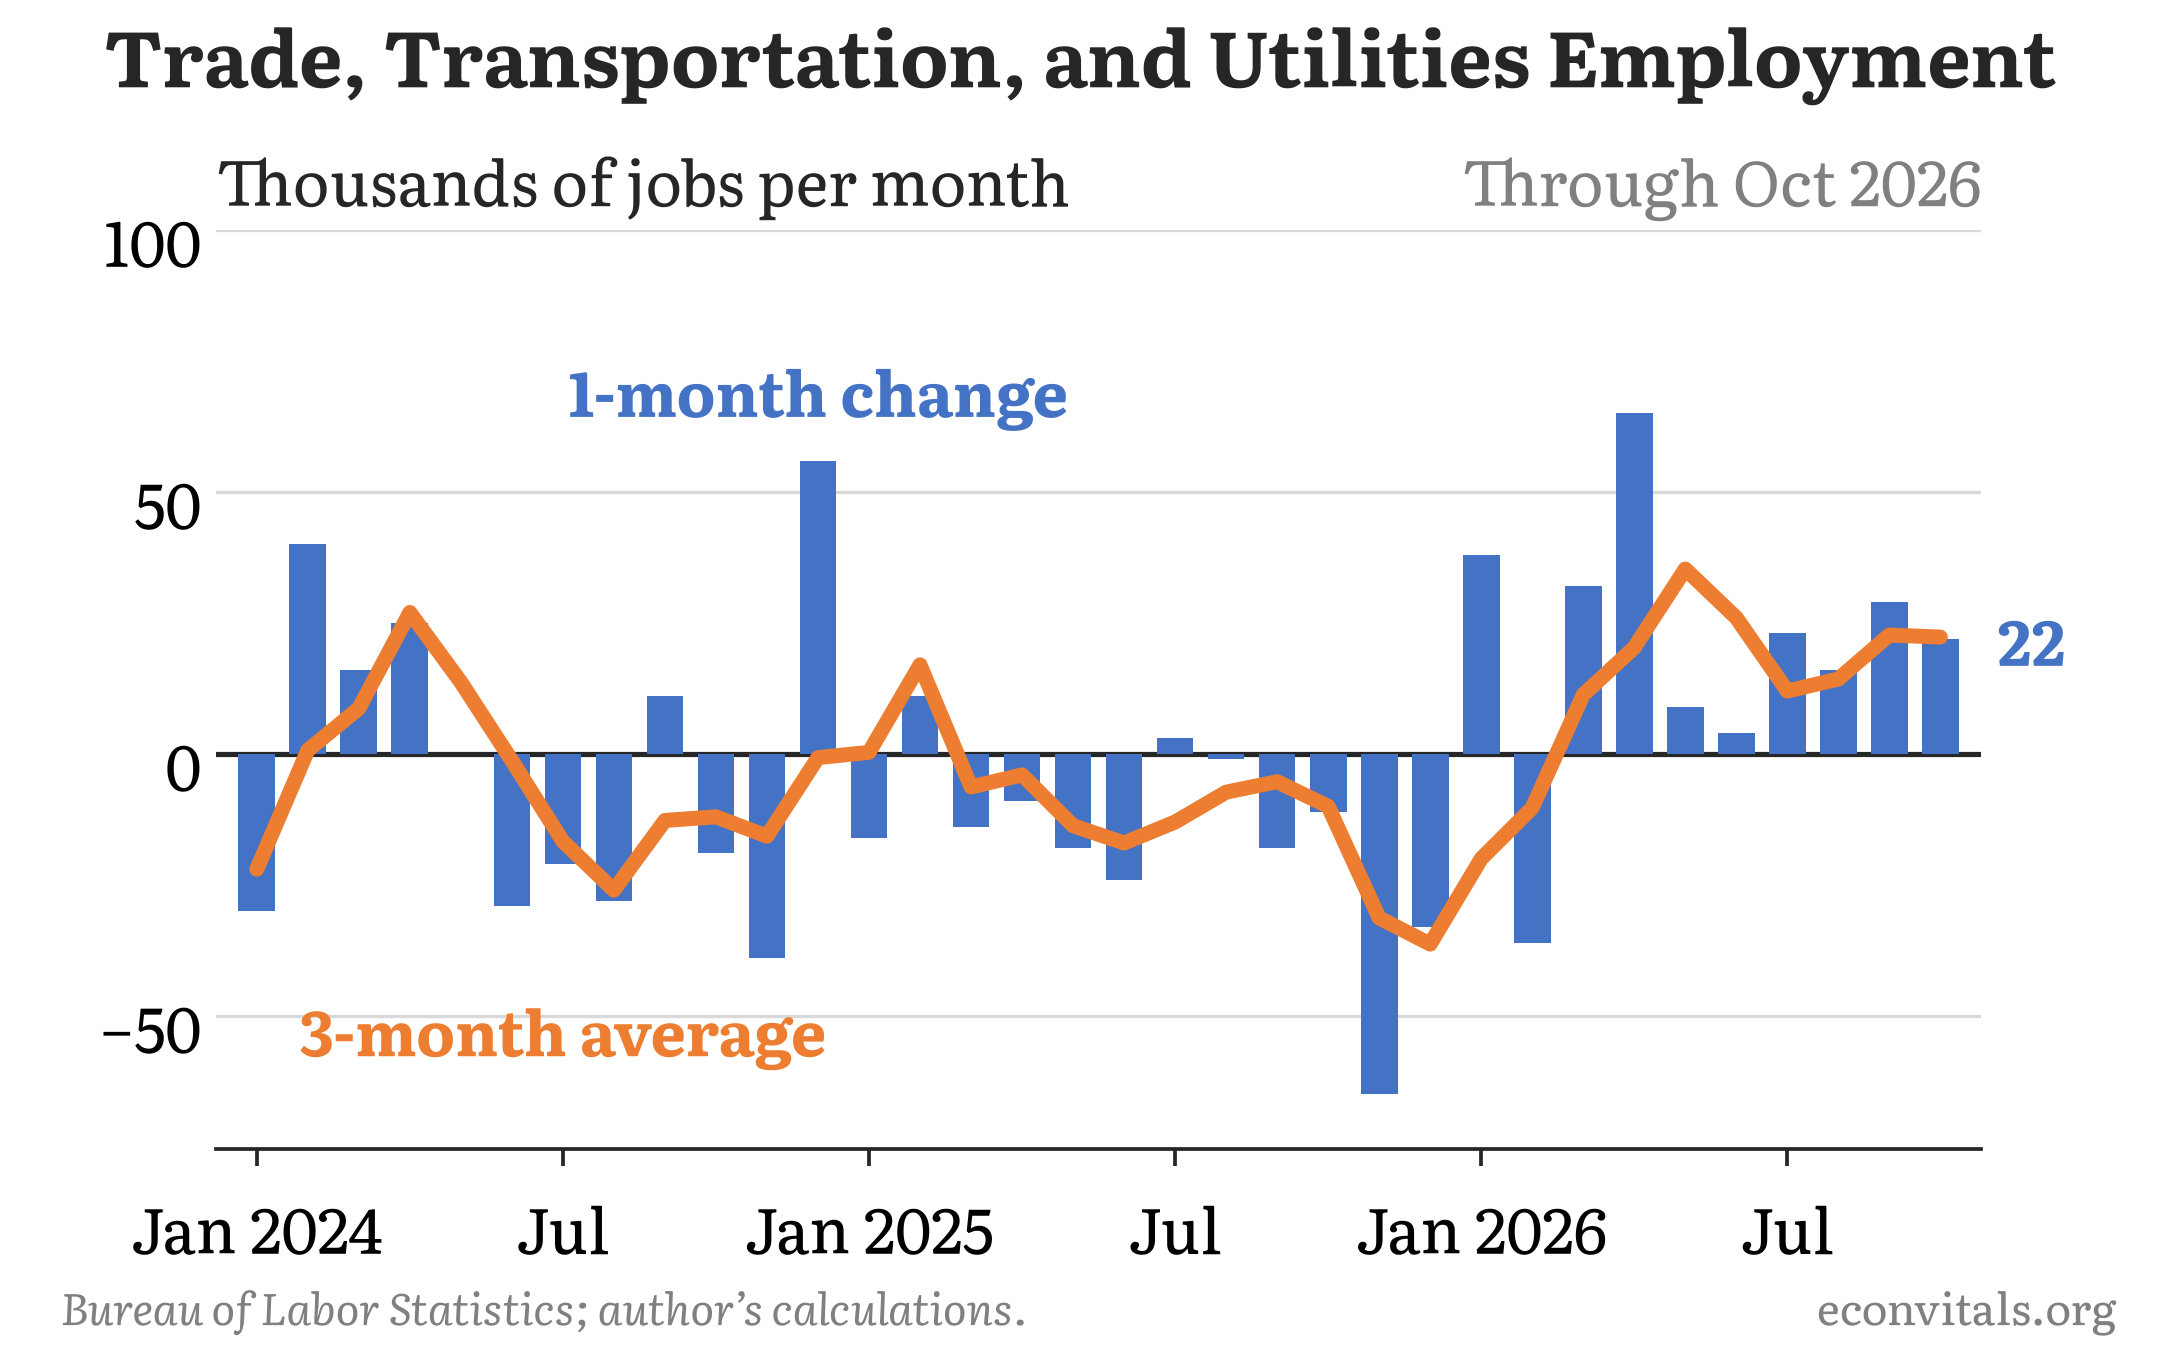 Trade, Transportation, and Utilities Employment
Thousands of jobs per month
Through Oct 2026
100
1-month change
50
22
0
−50
3-month average
Jan 2024
Jul
Jan 2025
Jul
Jan 2026
Jul
Bureau of Labor Statistics; author’s calculations.
econvitals.org